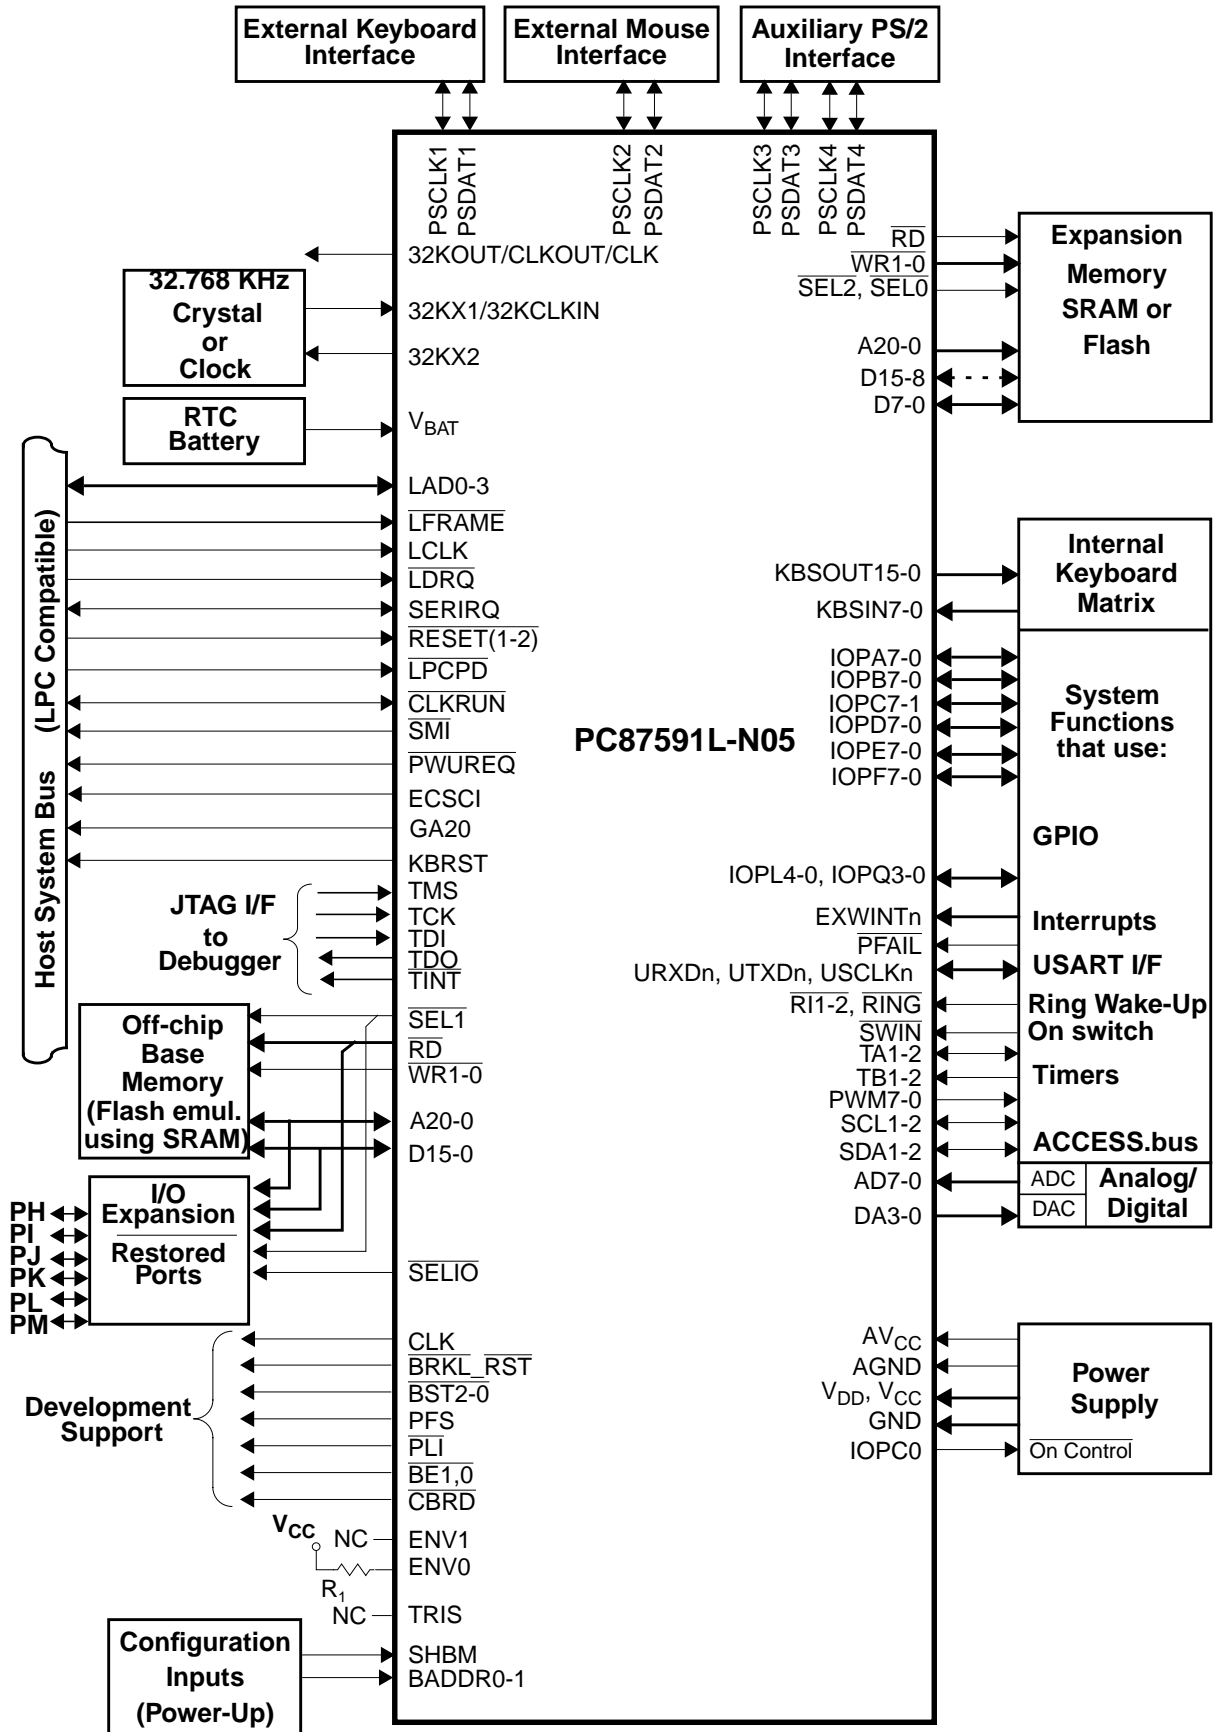 External Keyboard
Interface
External Mouse
Interface
Auxiliary PS/2
Interface
PSCLK1
PSDAT1
PSCLK2
PSDAT2
PSCLK3
PSDAT3
PSCLK4
PSDAT4
32.768 KHz
Crystal
or
Clock
RTC
Battery
32KOUT/CLKOUT/CLK
32KX1/32KCLKIN
32KX2
VBAT
Host System Bus (LPC Compatible)
LAD0-3
LFRAME
LCLK
LDRQ
SERIRQ
RESET(1-2)
LPCPD
CLKRUN
SMI
PWUREQ
ECSCI
GA20
KBRST
JTAG I/F
to
Debugger
TMS
TCK
TDI
TDO
TINT
Off-chip
Base
Memory
(Flash emul.
using SRAM)
SEL1
RD
WR1-0
A20-0
D15-0
I/O
Expansion
Restored
Ports
PH
PI
PJ
PK
PL
PM
SELIO
Development
Support
CLK
BRKL_RST
BST2-0
PFS
PLI
BE1,0
CBRD
VCC
NC
ENV1
ENV0
R1
NC
TRIS
Configuration
Inputs
(Power-Up)
SHBM
BADDR0-1
PC87591L-N05
RD
WR1-0
SEL2, SEL0
A20-0
D15-8
D7-0
Expansion
Memory
SRAM or
Flash
KBSOUT15-0
KBSIN7-0
Internal
Keyboard
Matrix
IOPA7-0
IOPB7-0
IOPC7-1
IOPD7-0
IOPE7-0
IOPF7-0
System
Functions
that use:
GPIO
IOPL4-0, IOPQ3-0
EXWINTn
Interrupts
PFAIL
URXDn, UTXDn, USCLKn
USART I/F
RI1-2, RING
Ring Wake-Up
SWIN
On switch
TA1-2
TB1-2
Timers
PWM7-0
SCL1-2
SDA1-2
ACCESS.bus
AD7-0
ADC
DA3-0
DAC
Analog/
Digital
AVCC
AGND
VDD, VCC
GND
IOPC0
Power
Supply
On Control